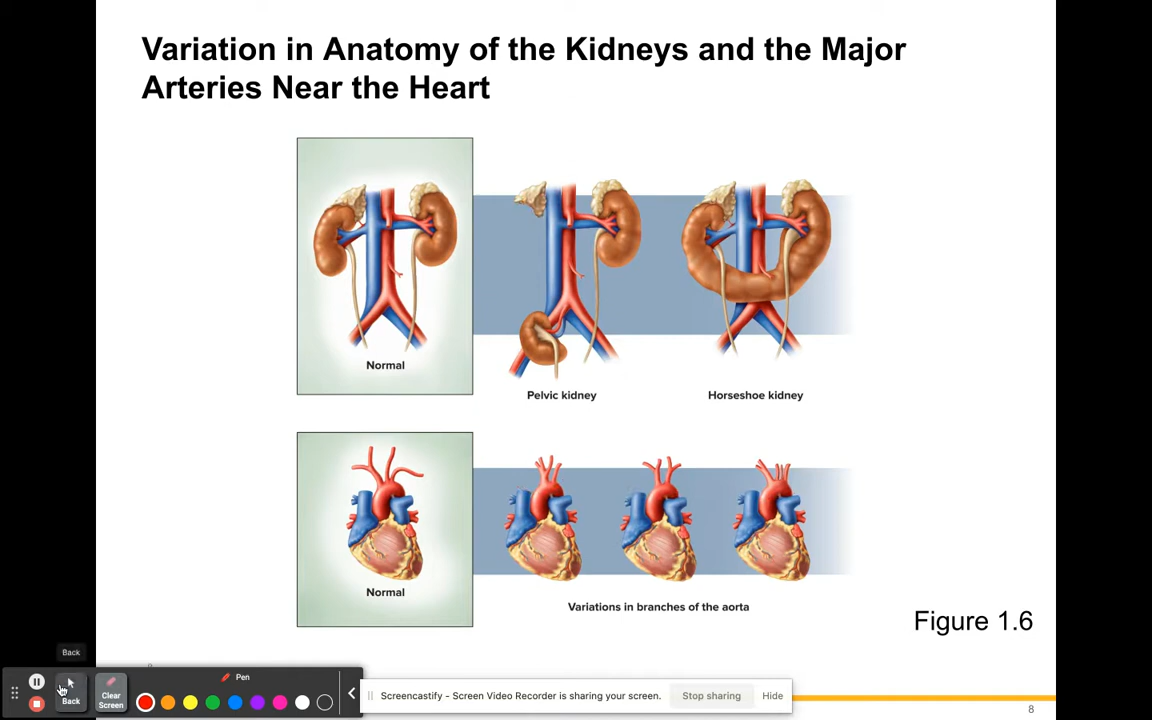 Variation in Anatomy of the Kidneys and the Major
Arteries Near the Heart
Normal
Pelvic kidney
Horseshoe kidney
Normal
Variations in branches of the aorta
Figure 1.6
Back
Back
Clear
Screen
Pen
Screencastify - Screen Video Recorder is sharing your screen.
Stop sharing
Hide
8